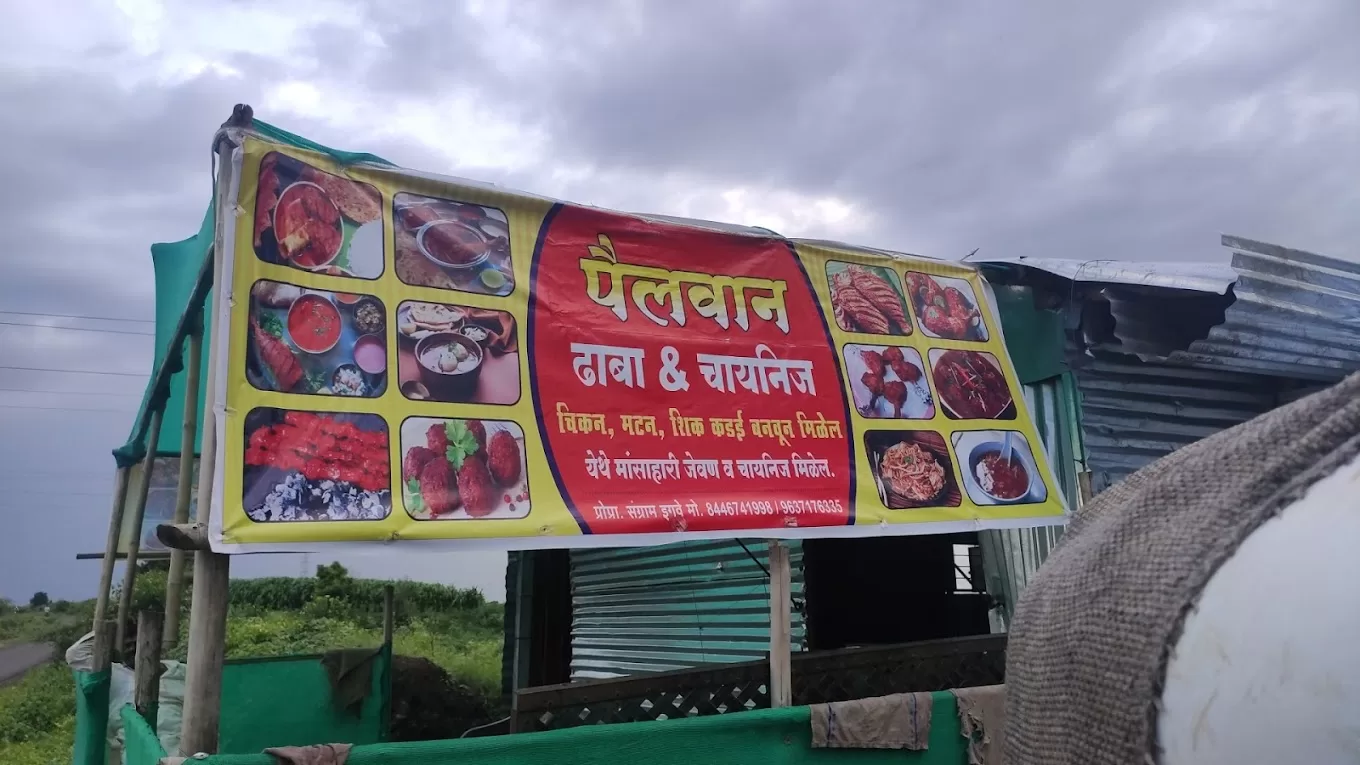 पैलवान
ढाबा & चायनिज
चिकन, मटन, शिक कडई बनवून मिळेल
येथे मांसाहारी जेवण व चायनिज मिळेल.
प्रोप्रा. संग्राम इगवे मो. 8446741998 | 9637176335